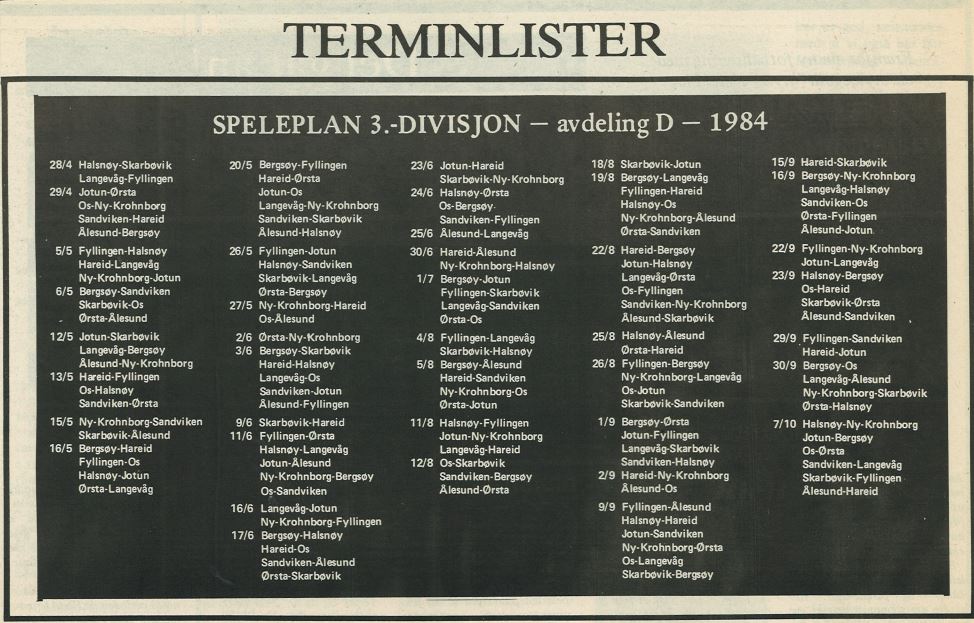 TERMINLISTER
SPELEPLAN 3.-DIVISJON — avdeling D — 1984
28/4 Halsnøy-Skarbøvik
Langevåg-Fyllingen
29/4 Jotun-Ørsta
Os-Ny-Krohnborg
Sandviken-Hareid
Ålesund-Bergsøy
5/5 Fyllingen-Halsnøy
Hareid-Langevåg
Ny-Krohnborg-Jotun
6/5 Bergsøy-Sandviken
Skarbøvik-Os
Ørsta-Ålesund
12/5 Jotun-Skarbøvik
Langevåg-Bergsøy
Ålesund-Ny-Krohnborg
13/5 Hareid-Fyllingen
Os-Halsnøy
Sandviken-Ørsta
15/5 Ny-Krohnborg-Sandviken
Skarbøvik-Ålesund
16/5 Bergsøy-Hareid
Fyllingen-Os
Halsnøy-Jotun
Ørsta-Langevåg
20/5 Bergsøy-Fyllingen
Hareid-Ørsta
Jotun-Os
Langevåg-Ny-Krohnborg
Sandviken-Skarbøvik
Ålesund-Halsnøy
26/5 Fyllingen-Jotun
Halsnøy-Sandviken
Skarbøvik-Langevåg
Ørsta-Bergsøy
27/5 Ny-Krohnborg-Hareid
Os-Ålesund
2/6 Ørsta-Ny-Krohnborg
3/6 Bergsøy-Skarbøvik
Hareid-Halsnøy
Langevåg-Os
Sandviken-Jotun
Ålesund-Fyllingen
9/6 Skarbøvik-Hareid
11/6 Fyllingen-Ørsta
Halsnøy-Langevåg
Jotun-Ålesund
Ny-Krohnborg-Bergsøy
Os-Sandviken
16/6 Langevåg-Jotun
Ny-Krohnborg-Fyllingen
17/6 Bergsøy-Halsnøy
Hareid-Os
Sandviken-Ålesund
Ørsta-Skarbøvik
23/6 Jotun-Hareid
Skarbøvik-Ny-Krohnborg
24/6 Halsnøy-Ørsta
Os-Bergsøy
Sandviken-Fyllingen
25/6 Ålesund-Langevåg
30/6 Hareid-Ålesund
Ny-Krohnborg-Halsnøy
1/7 Bergsøy-Jotun
Fyllingen-Skarbøvik
Langevåg-Sandviken
Ørsta-Os
4/8 Fyllingen-Langevåg
Skarbøvik-Halsnøy
5/8 Bergsøy-Ålesund
Hareid-Sandviken
Ny-Krohnborg-Os
Ørsta-Jotun
11/8 Halsnøy-Fyllingen
Jotun-Ny-Krohnborg
Langevåg-Hareid
12/8 Os-Skarbøvik
Sandviken-Bergsøy
Ålesund-Ørsta
18/8 Skarbøvik-Jotun
19/8 Bergsøy-Langevåg
Fyllingen-Hareid
Halsnøy-Os
Ny-Krohnborg-Ålesund
Ørsta-Sandviken
22/8 Hareid-Bergsøy
Jotun-Halsnøy
Langevåg-Ørsta
Os-Fyllingen
Sandviken-Ny-Krohnborg
Ålesund-Skarbøvik
25/8 Halsnøy-Ålesund
Ørsta-Hareid
26/8 Fyllingen-Bergsøy
Ny-Krohnborg-Langevåg
Os-Jotun
Skarbøvik-Sandviken
1/9 Bergsøy-Ørsta
Jotun-Fyllingen
Langevåg-Skarbøvik
Sandviken-Halsnøy
2/9 Hareid-Ny-Krohnborg
Ålesund-Os
9/9 Fyllingen-Ålesund
Halsnøy-Hareid
Jotun-Sandviken
Ny-Krohnborg-Ørsta
Os-Langevåg
Skarbøvik-Bergsøy
15/9 Hareid-Skarbøvik
16/9 Bergsøy-Ny-Krohnborg
Langevåg-Halsnøy
Sandviken-Os
Ørsta-Fyllingen
Ålesund-Jotun
22/9 Fyllingen-Ny-Krohnborg
Jotun-Langevåg
23/9 Halsnøy-Bergsøy
Os-Hareid
Skarbøvik-Ørsta
Ålesund-Sandviken
29/9 Fyllingen-Sandviken
Hareid-Jotun
30/9 Bergsøy-Os
Langevåg-Ålesund
Ny-Krohnborg-Skarbøvik
Ørsta-Halsnøy
7/10 Halsnøy-Ny-Krohnborg
Jotun-Bergsøy
Os-Ørsta
Sandviken-Langevåg
Skarbøvik-Fyllingen
Ålesund-Hareid